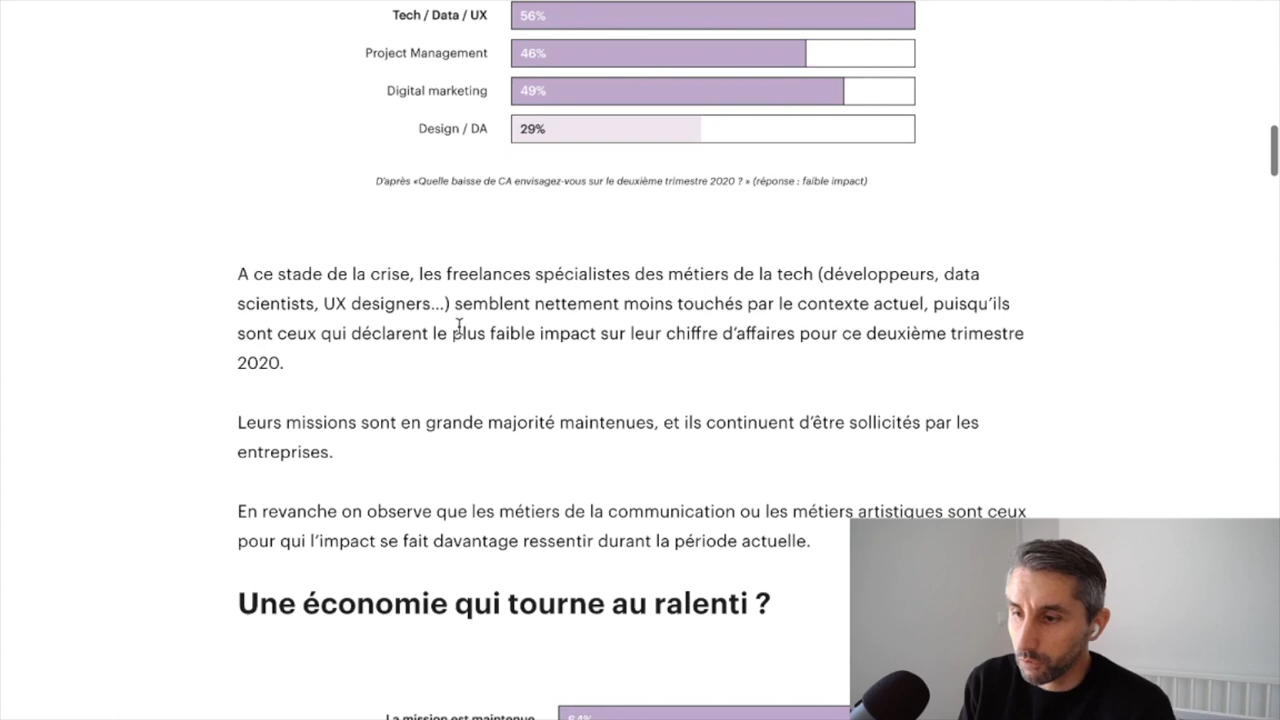 Tech / Data / UX 56%
Project Management 46%
Digital marketing 49%
Design / DA 29%
D'après «Quelle baisse de CA envisagez-vous sur le deuxième trimestre 2020 ? » (réponse : faible impact)
A ce stade de la crise, les freelances spécialistes des métiers de la tech (développeurs, data
scientists, UX designers...) semblent nettement moins touchés par le contexte actuel, puisqu'ils
sont ceux qui déclarent le plus faible impact sur leur chiffre d'affaires pour ce deuxième trimestre
2020.
Leurs missions sont en grande majorité maintenues, et ils continuent d'être sollicités par les
entreprises.
En revanche on observe que les métiers de la communication ou les métiers artistiques sont ceux
pour qui l'impact se fait davantage ressentir durant la période actuelle.
Une économie qui tourne au ralenti ?
La mission est maintenue 64%